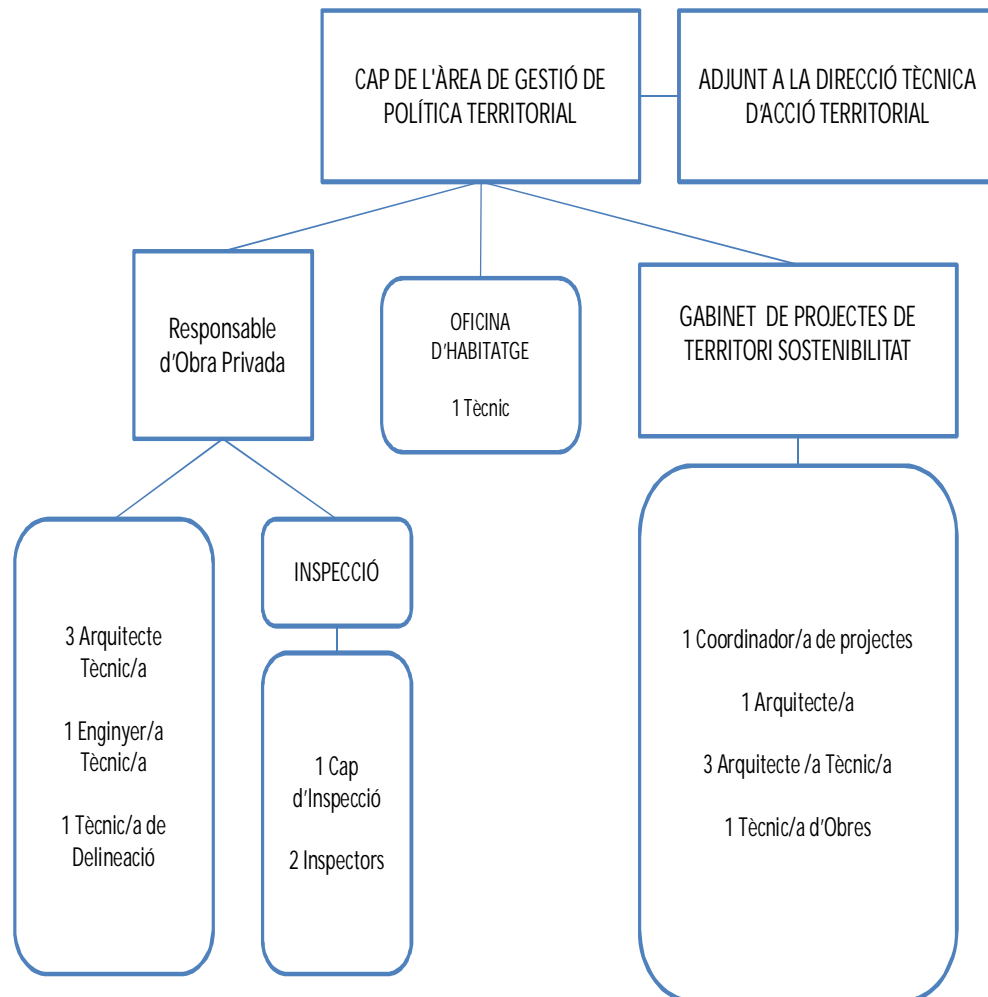 CAP DE L'ÀREA DE GESTIÓ DE
POLÍTICA TERRITORIAL
ADJUNT A LA DIRECCIÓ TÈCNICA
D'ACCIÓ TERRITORIAL
Responsable
d'Obra Privada
OFICINA
D'HABITATGE
1 Tècnic
GABINET DE PROJECTES DE
TERRITORI SOSTENIBILITAT
3 Arquitecte
Tècnic/a
1 Enginyer/a
Tècnic/a
1 Tècnic/a de
Delineació
INSPECCIÓ
1 Cap
d'Inspecció
2 Inspectors
1 Coordinador/a de projectes
1 Arquitecte/a
3 Arquitecte /a Tècnic/a
1 Tècnic/a d'Obres